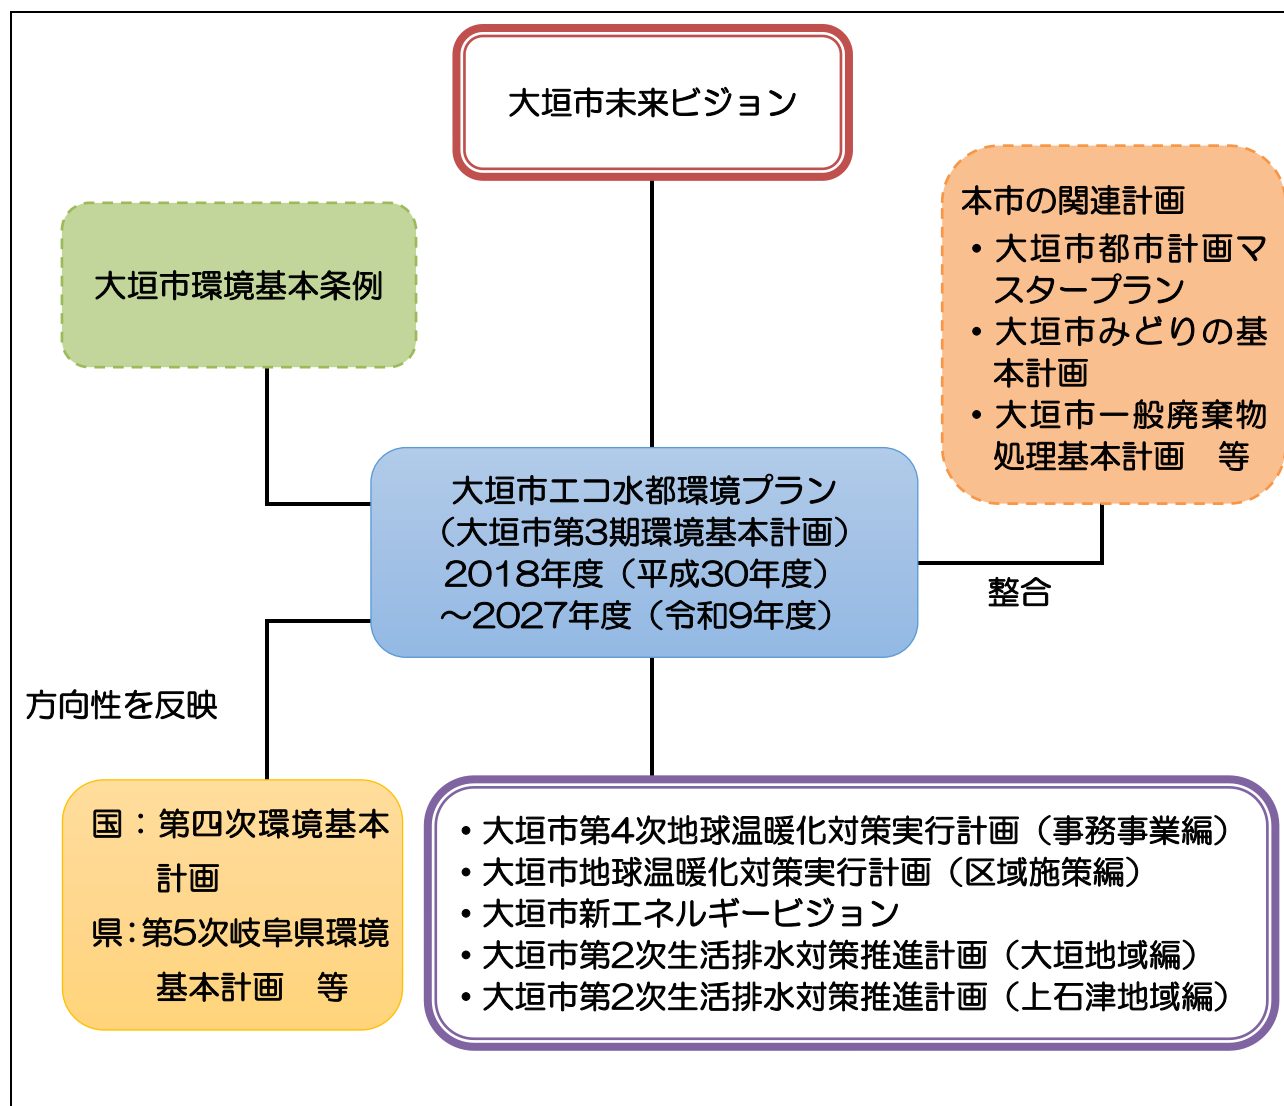 大垣市未来ビジョン
大垣市環境基本条例
本市の関連計画
・大垣市都市計画マ
スタープラン
・大垣市みどりの基
本計画
・大垣市一般廃棄物
処理基本計画　等
大垣市エコ水都環境プラン
（大垣市第3期環境基本計画）
2018年度（平成30年度）
～2027年度（令和9年度）
整合
方向性を反映
国：第四次環境基本
計画
県：第5次岐阜県環境
基本計画　等
・大垣市第4次地球温暖化対策実行計画（事務事業編）
・大垣市地球温暖化対策実行計画（区域施策編）
・大垣市新エネルギービジョン
・大垣市第2次生活排水対策推進計画（大垣地域編）
・大垣市第2次生活排水対策推進計画（上石津地域編）